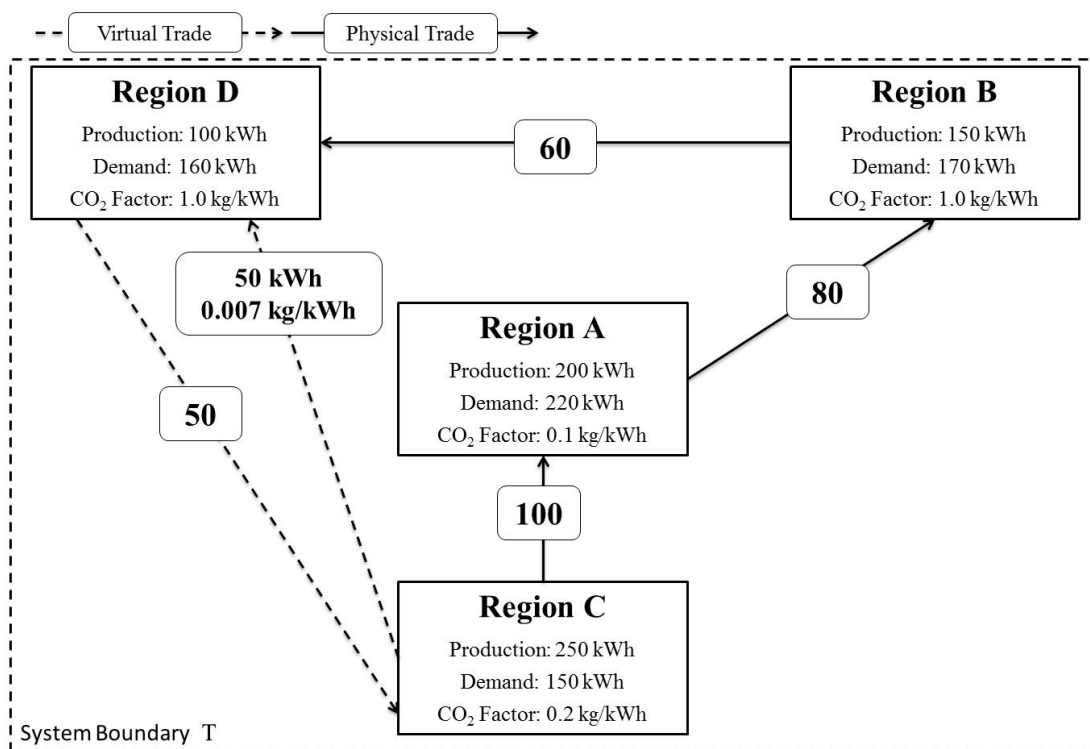 Virtual Trade
Physical Trade
Region D
Production: 100 kWh
Demand: 160 kWh
CO₂ Factor: 1.0 kg/kWh
60
Region B
Production: 150 kWh
Demand: 170 kWh
CO₂ Factor: 1.0 kg/kWh
50 kWh
0.007 kg/kWh
80
Region A
Production: 200 kWh
Demand: 220 kWh
CO₂ Factor: 0.1 kg/kWh
50
100
Region C
Production: 250 kWh
Demand: 150 kWh
CO₂ Factor: 0.2 kg/kWh
System Boundary T